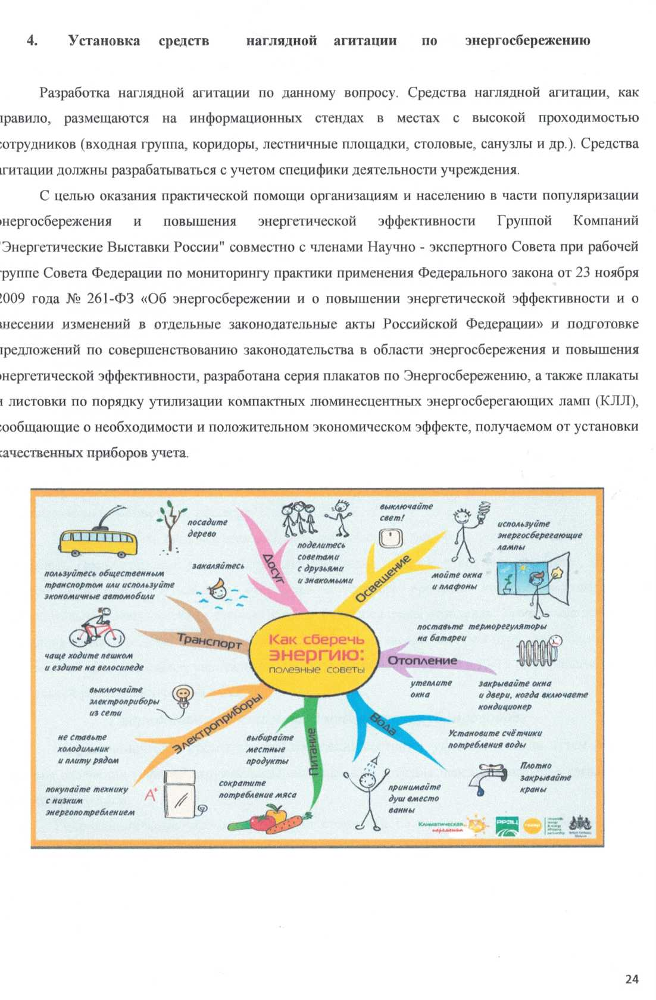 4. Установка средств наглядной агитации по энергосбережению
Разработка наглядной агитации по данному вопросу. Средства наглядной агитации, как
правило, размещаются на информационных стендах в местах с высокой проходимостью
сотрудников (входная группа, коридоры, лестничные площадки, столовые, санузлы и др.). Средства
агитации должны разрабатываться с учетом специфики деятельности учреждения.
С целью оказания практической помощи организациям и населению в части популяризации
энергосбережения и повышения энергетической эффективности Группой Компаний
"Энергетические Выставки России" совместно с членами Научно - экспертного Совета при рабочей
группе Совета Федерации по мониторингу практики применения Федерального закона от 23 ноября
2009 года № 261-ФЗ «Об энергосбережении и о повышении энергетической эффективности и о
внесении изменений в отдельные законодательные акты Российской Федерации» и подготовке
предложений по совершенствованию законодательства в области энергосбережения и повышения
энергетической эффективности, разработана серия плакатов по Энергосбережению, а также плакаты
и листовки по порядку утилизации компактных люминесцентных энергосберегающих ламп (КЛЛ),
сообщающие о необходимости и положительном экономическом эффекте, получаемом от установки
качественных приборов учета.
Как сберечь
энергию:
полезные советы
Досуг
посадите
дерево
закаляйтесь
поделитесь
советами
с друзьями
и знакомыми
Освещение
выключайте
свет!
используйте
энергосберегающие
лампы
мойте окна
и плафоны
Транспорт
пользуйтесь общественным
транспортом или используйте
экономичные автомобили
чаще ходите пешком
и ездите на велосипеде
Отопление
поставьте терморегуляторы
на батареи
утеплите
окна
закрывайте окна
и двери, когда включаете
кондиционер
Электроприборы
выключайте
электроприборы
из сети
не ставьте
холодильник
и плиту рядом
покупайте технику
с низким
энергопотреблением
A+
Питание
выбирайте
местные
продукты
сократите
потребление мяса
Вода
Установите счётчики
потребления воды
Плотно
закрывайте
краны
принимайте
душ вместо
ванны
Климатическая
перемена
РРЭЦ
24